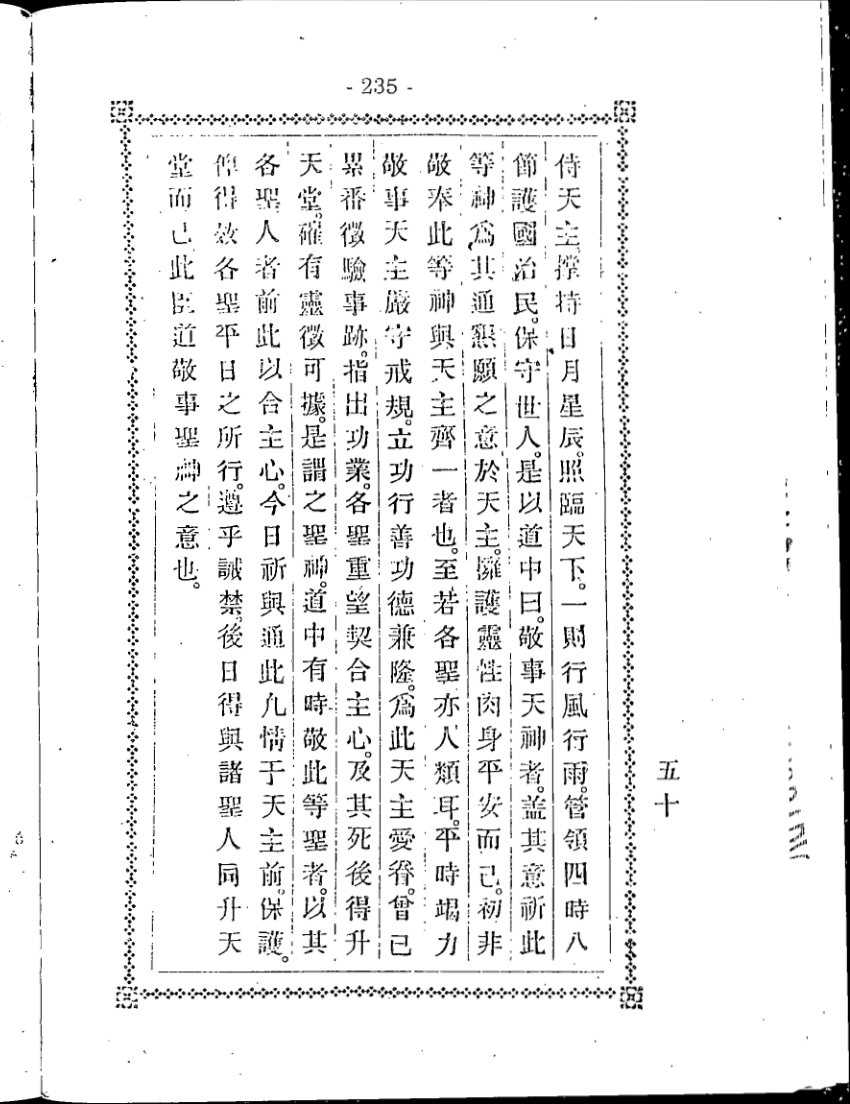 - 235 -
五十
侍天主、撑持日月星辰。照臨天下。一則行風行雨。管領四時八
節護國治民。保守世人。是以道中曰。敬事天神者。盖其意祈此
等神爲其通懇願之意於天主。擁護靈性肉身平安而已。初非
敬奉此等神與天主齊一者也。至若各聖亦人類耳。平時竭力
敬事天主嚴守戒規。立功行善功德兼隆。爲此天主愛眷。曾已
累番徵驗事跡。指出功業。各聖重望契合主心。及其死後得升
天堂。確有靈徵可據。是謂之聖神。道中有時敬此等聖者。以其
各聖人者前此以合主心。今日祈與通此凢情于天主前。保護。
俾得效各聖平日之所行。遵乎誡禁。後日得與諸聖人同升天
堂而已此臣道敬事聖神之意也。